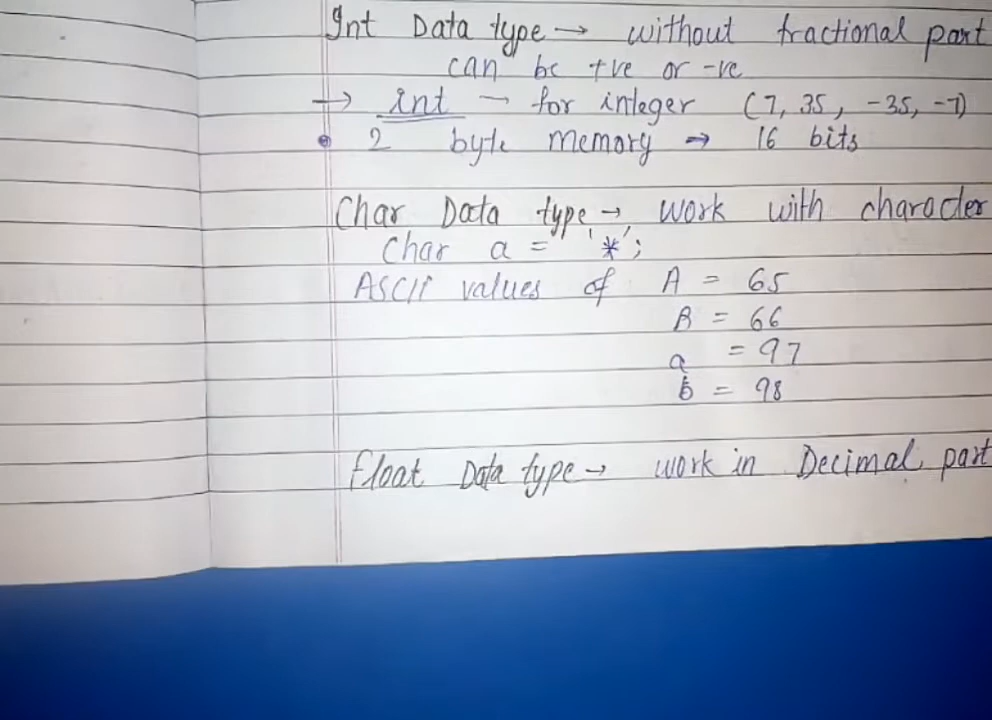 Int Data type → without fractional part
can be +ve or -ve
→ int → for integer (7, 35, -35, -7)
• 2 byte memory → 16 bits
Char Data type → work with character
Char a = '*';
ASCII values of A = 65
B = 66
a = 97
b = 98
Float Data type → work in Decimal part